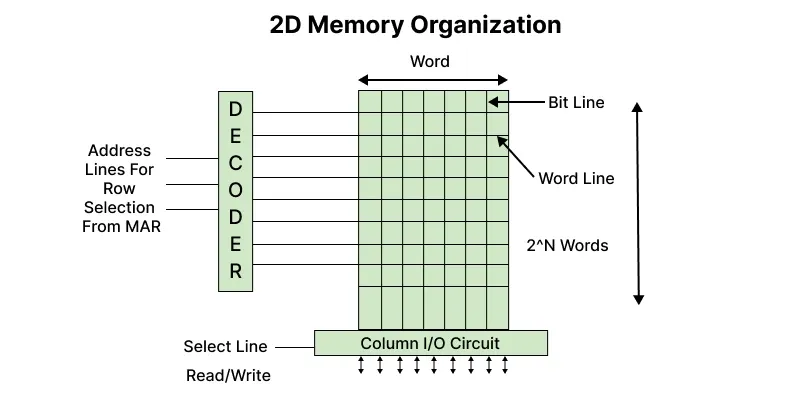 2D Memory Organization
Word
Bit Line
Word Line
2^N Words
D
E
C
O
D
E
R
Address
Lines For
Row
Selection
From MAR
Select Line
Column I/O Circuit
Read/Write